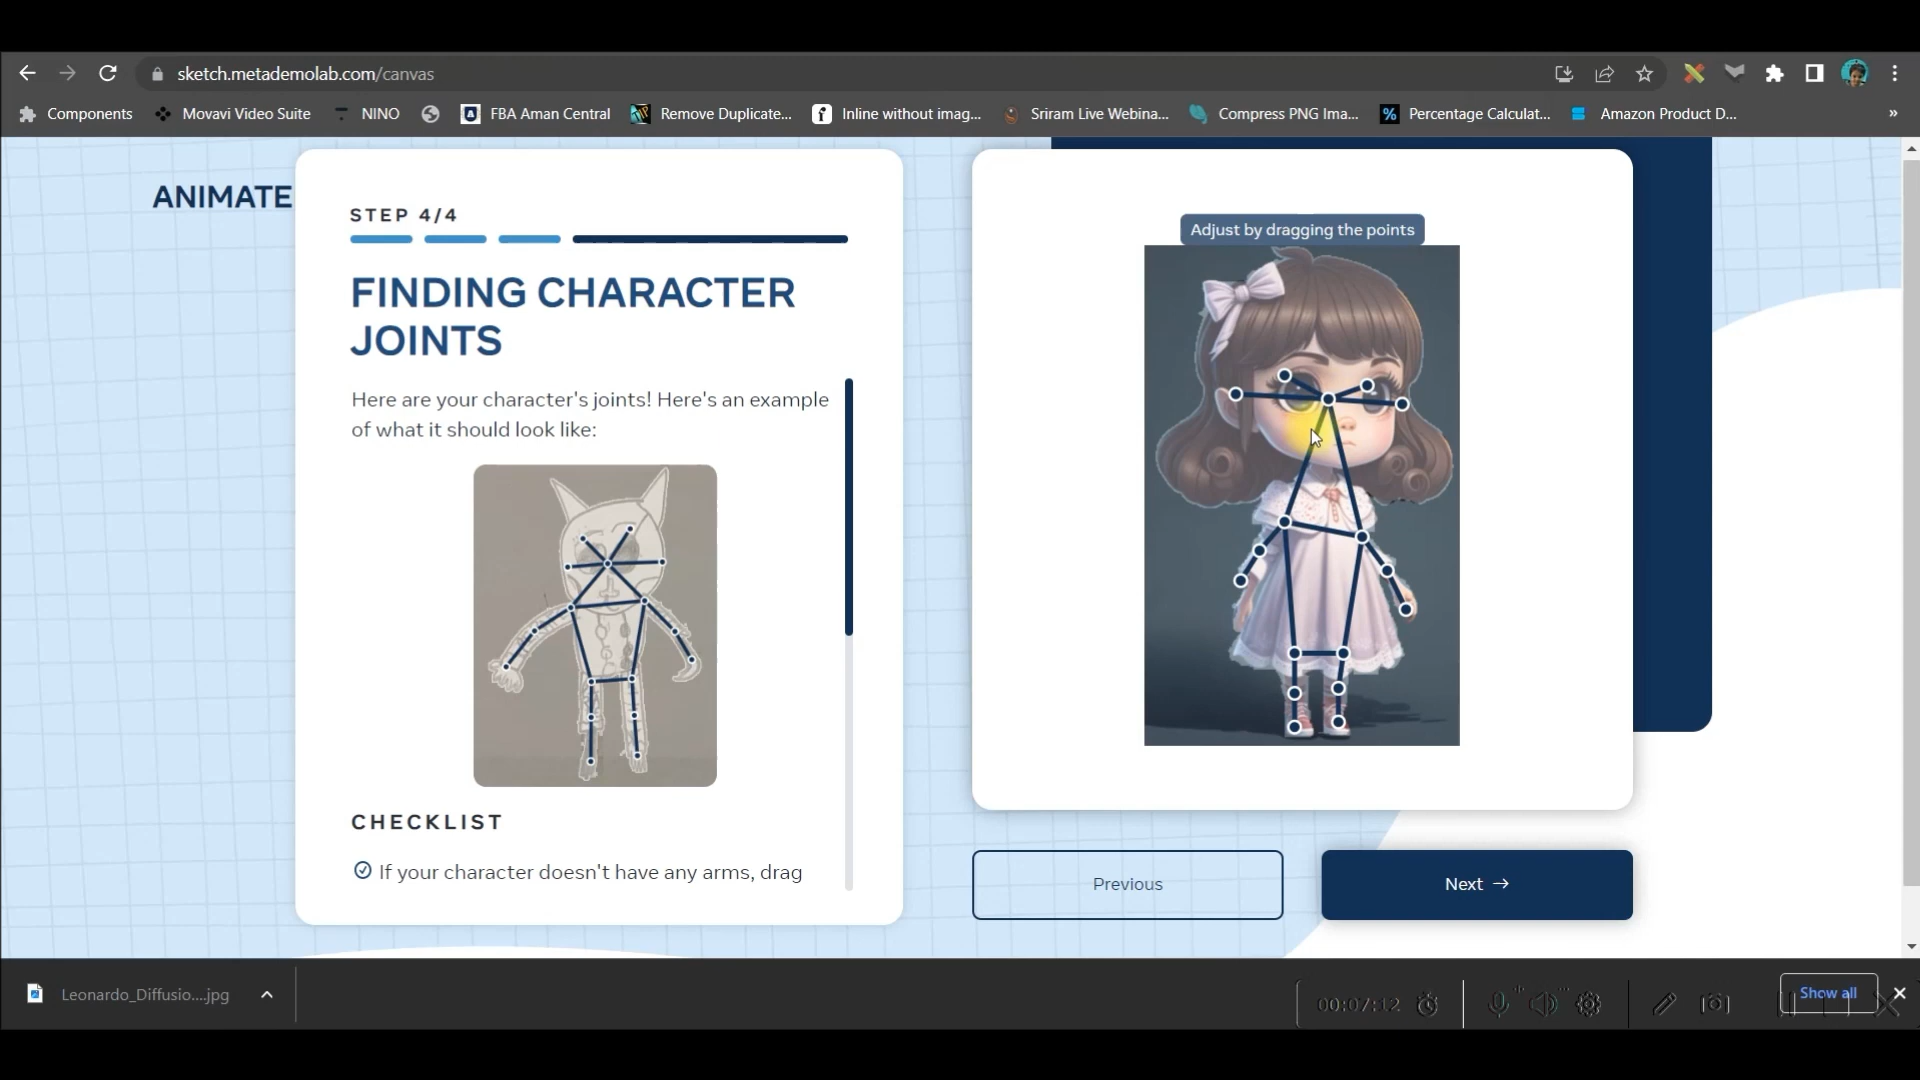 sketch.metademolab.com/canvas
Components Movavi Video Suite NINO FBA Aman Central Remove Duplicate... Inline without imag... Sriram Live Webina... Compress PNG Ima... Percentage Calculat... Amazon Product D... »
ANIMATE
STEP 4/4
FINDING CHARACTER
JOINTS
Here are your character's joints! Here's an example
of what it should look like:
CHECKLIST
If your character doesn't have any arms, drag
Adjust by dragging the points
Previous
Next →
Leonardo_Diffusio....jpg
00:07:12
Show all